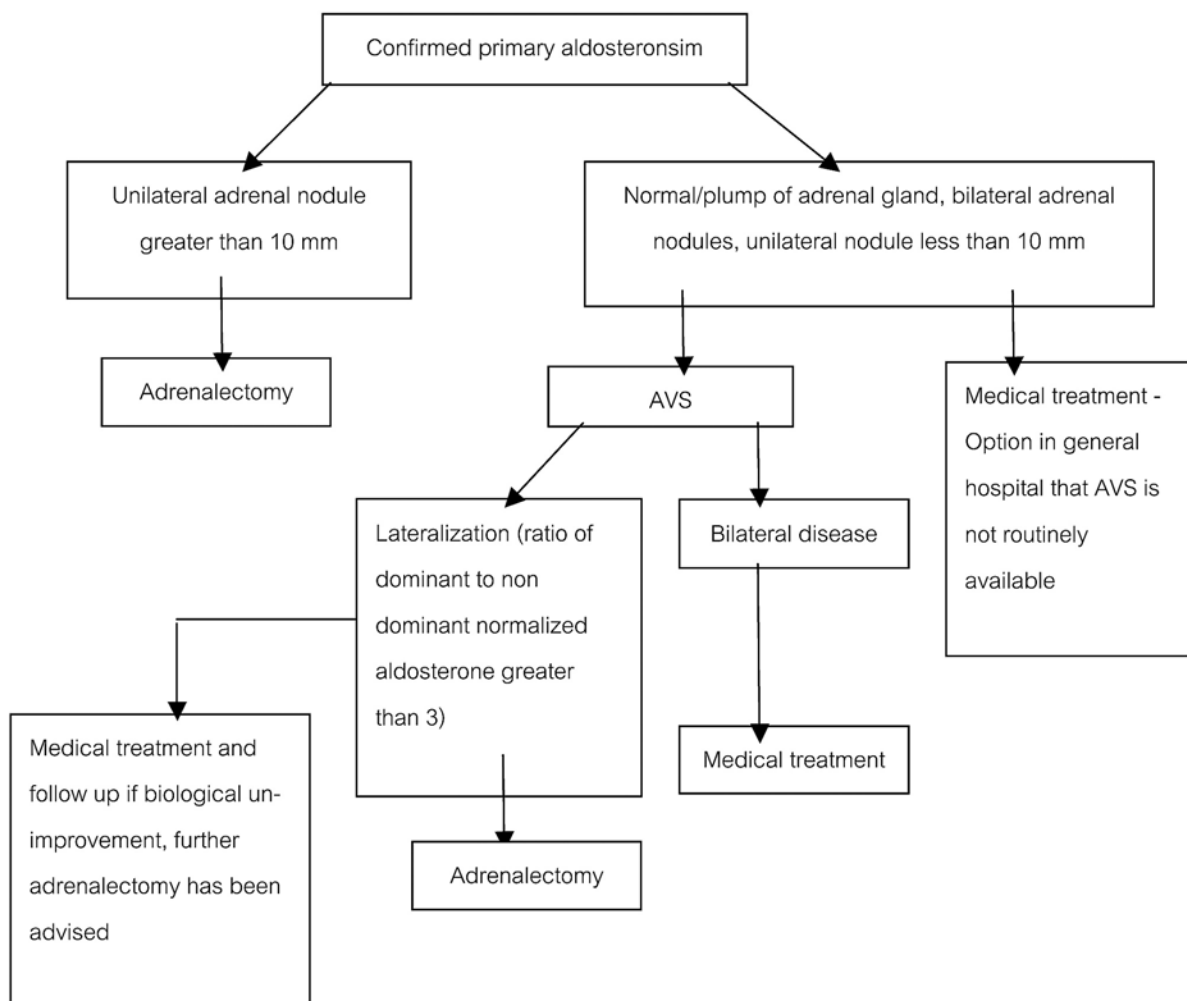 Confirmed primary aldosteronsim
Unilateral adrenal nodule
greater than 10 mm
Normal/plump of adrenal gland, bilateral adrenal
nodules, unilateral nodule less than 10 mm
Adrenalectomy
AVS
Medical treatment -
Option in general
hospital that AVS is
not routinely
available
Lateralization (ratio of
dominant to non
dominant normalized
aldosterone greater
than 3)
Bilateral disease
Medical treatment and
follow up if biological un-
improvement, further
adrenalectomy has been
advised
Medical treatment
Adrenalectomy